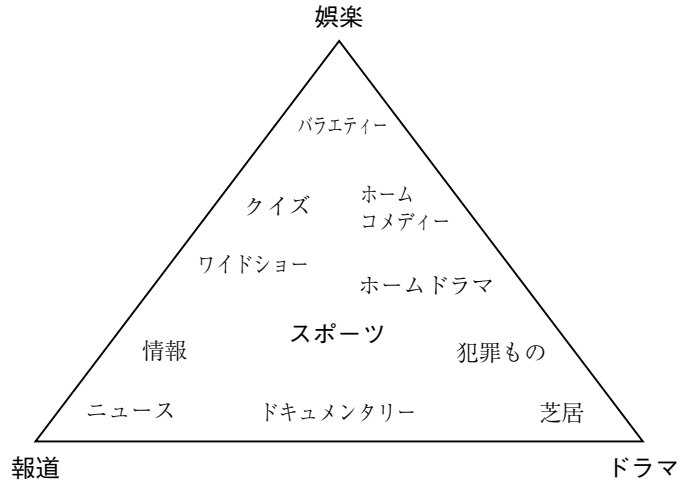 娯楽
バラエティー
クイズ
ホーム
コメディー
ワイドショー
ホームドラマ
スポーツ
情報
犯罪もの
ニュース
ドキュメンタリー
芝居
報道
ドラマ